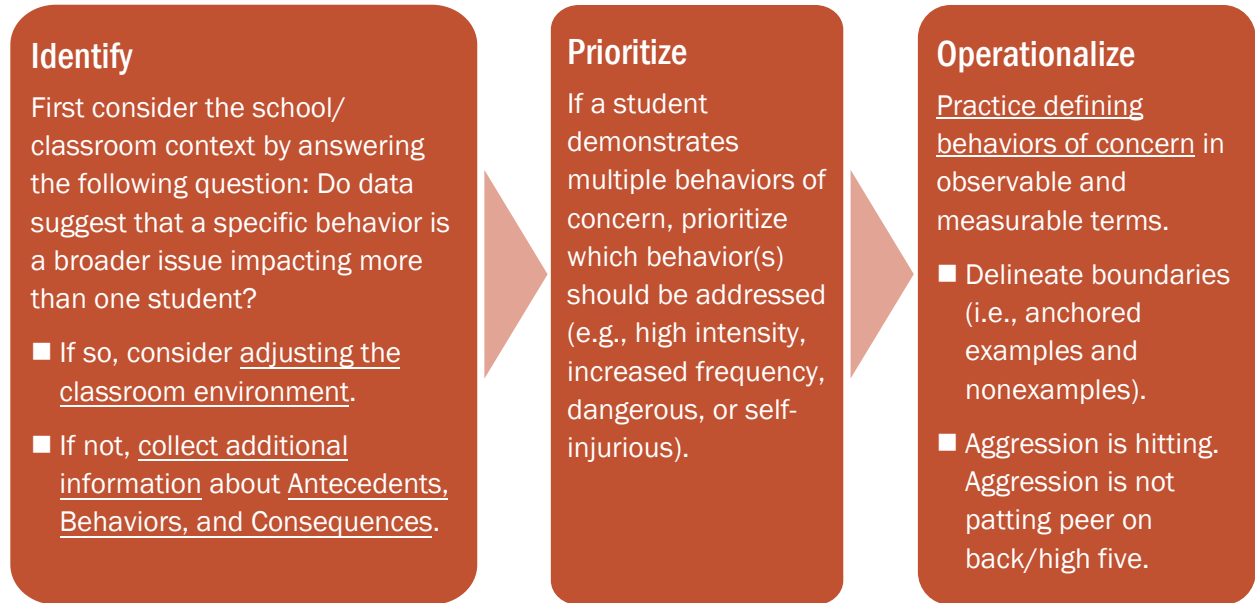 Identify
First consider the school/
classroom context by answering
the following question: Do data
suggest that a specific behavior is
a broader issue impacting more
than one student?
■ If so, consider adjusting the
classroom environment.
■ If not, collect additional
information about Antecedents,
Behaviors, and Consequences.
Prioritize
If a student
demonstrates
multiple behaviors of
concern, prioritize
which behavior(s)
should be addressed
(e.g., high intensity,
increased frequency,
dangerous, or self-
injurious).
Operationalize
Practice defining
behaviors of concern in
observable and
measurable terms.
■ Delineate boundaries
(i.e., anchored
examples and
nonexamples).
■ Aggression is hitting.
Aggression is not
patting peer on
back/high five.